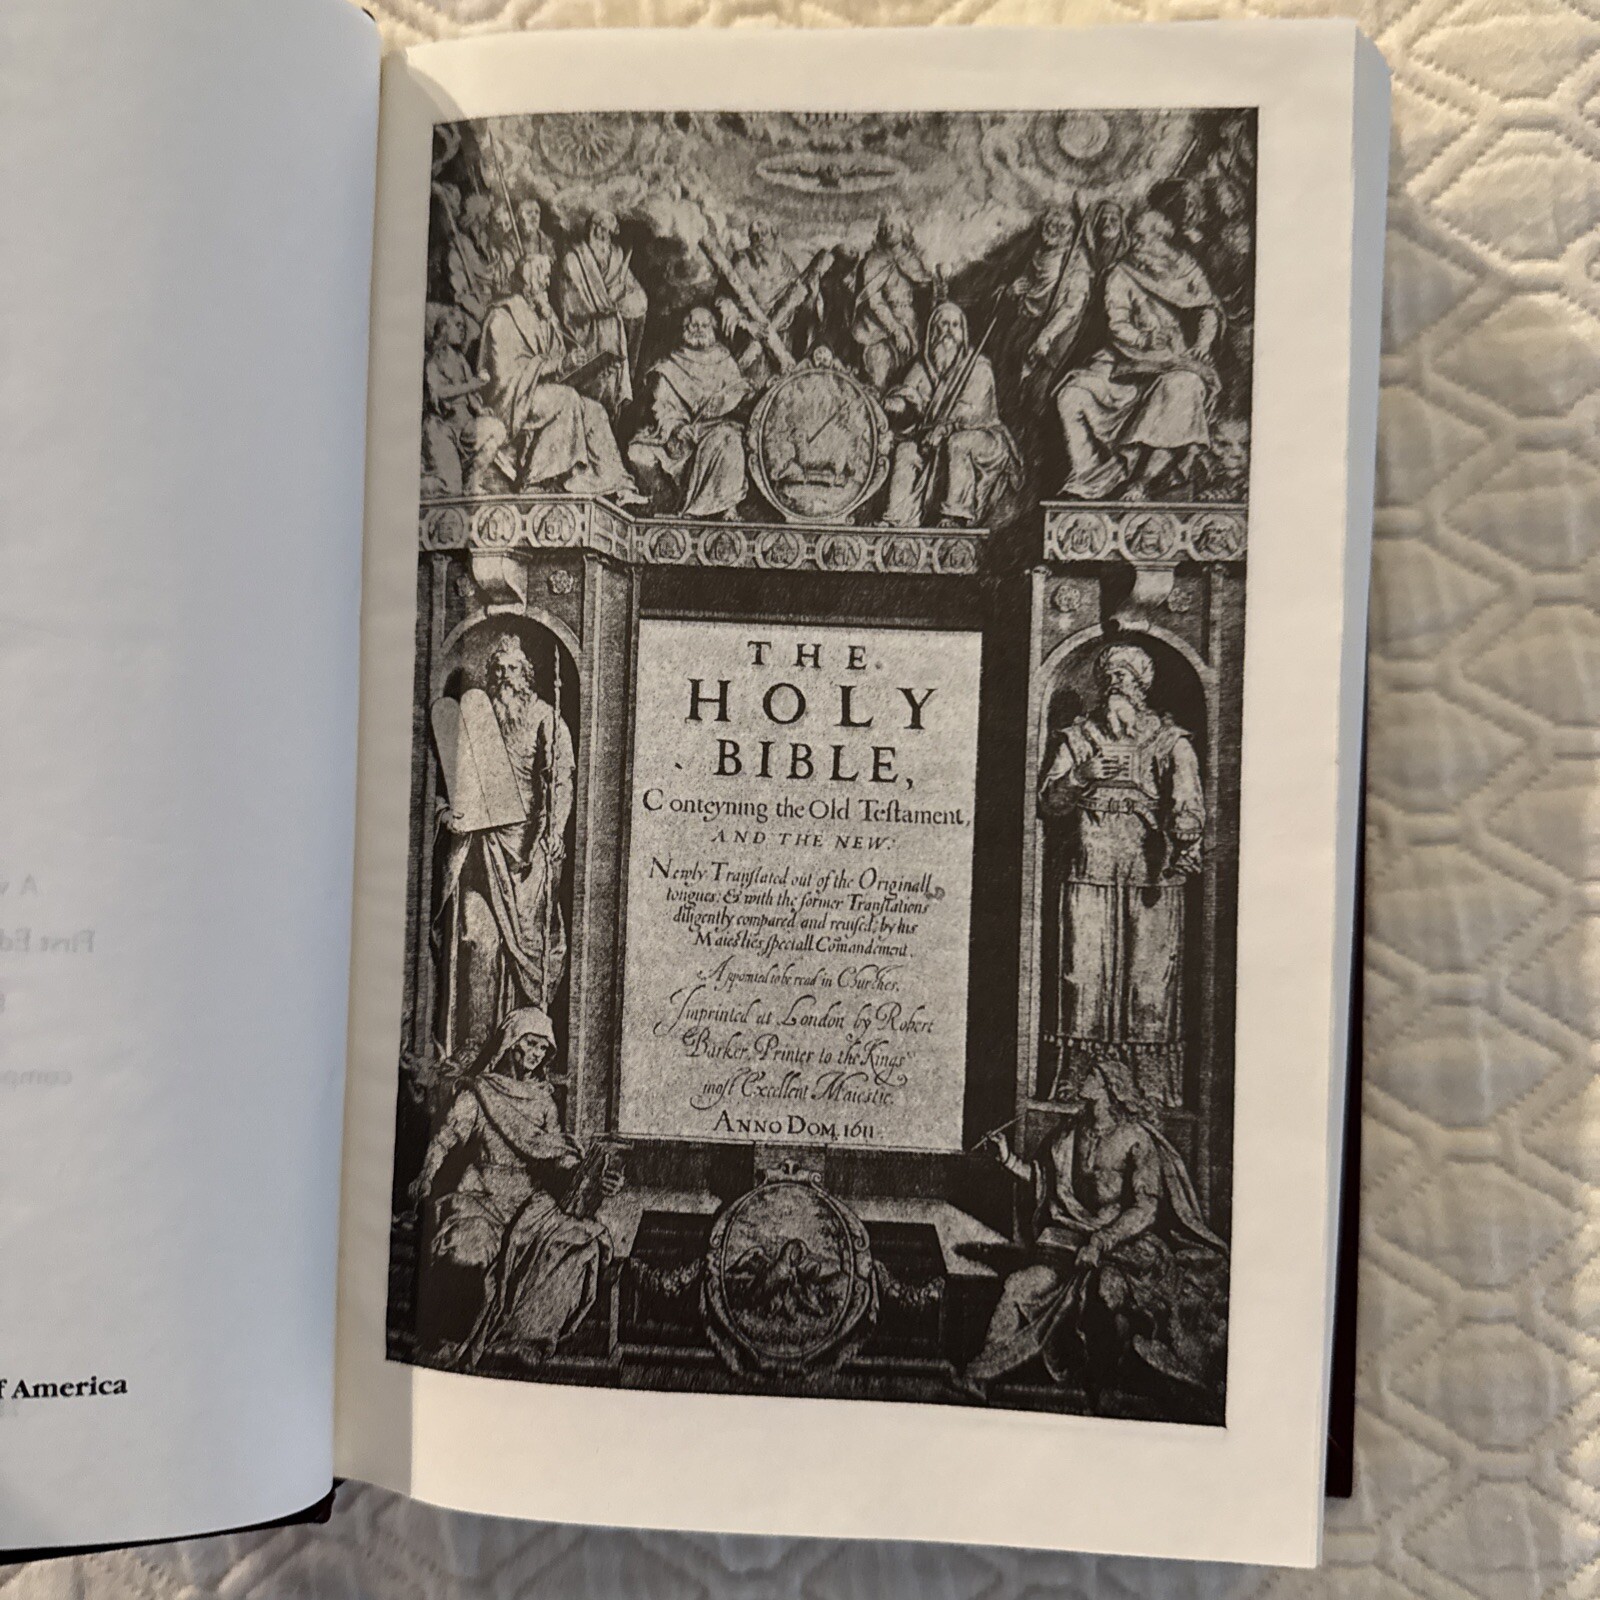 f America
THE
HOLY
BIBLE,
Conteyning the Old Teſtament,
AND THE NEW:
Newly Tranſlated out of the Originall
tongues: & with the former Tranſlations
diligently compared and reuiſed, by his
Maieſties ſpeciall Comandement.
Appointed to be read in Churches.
Imprinted at London by Robert
Barker, Printer to the Kings
moſt Excellent Maieſtie.
ANNO DOM. 1611